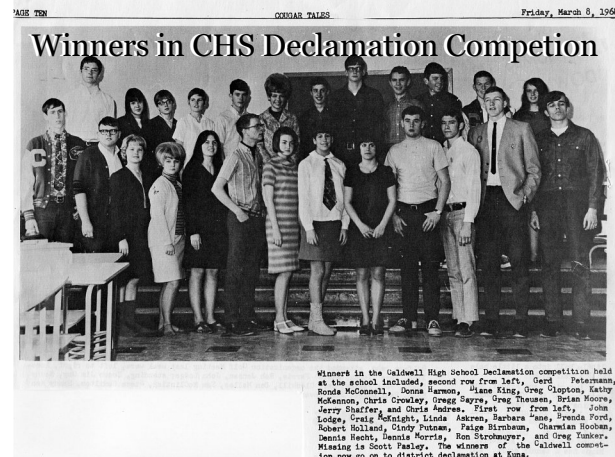 PAGE TEN
COUGAR TALES
Friday, March 8, 196
Winners in CHS Declamation Competion
Winners in the Caldwell High School Declamation competition held
at the school included, second row from left, Gerd Petermann,
Ronda McConnell, Donna Harmon, Diane King, Greg Clopton, Kathy
McKennon, Chris Crowley, Gregg Sayre, Greg Theusen, Brian Moore,
Jerry Shaffer, and Chris Andres. First row from left, John
Lodge, Craig McKnight, Linda Askren, Barbara Zane, Brenda Ford,
Robert Holland, Cindy Putnam, Paige Birnbaum, Charmian Hooban,
Dennis Hecht, Dennis Morris, Ron Strohmeyer, and Greg Yunker.
Missing is Scott Pasley. The winners of the Caldwell compet-
ion now go on to district declamation at Kuna.